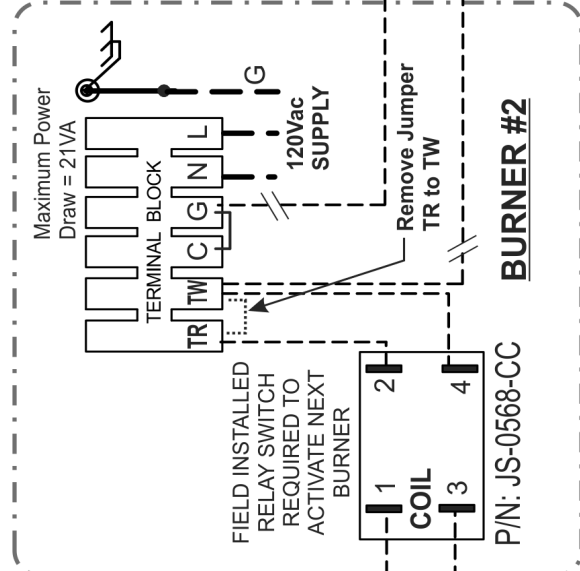 Maximum Power
Draw = 21VA
TERMINAL BLOCK
L
N
G
C
TW
TR
G
120Vac
SUPPLY
Remove Jumper
TR to TW
BURNER #2
FIELD INSTALLED
RELAY SWITCH
REQUIRED TO
ACTIVATE NEXT
BURNER
1
2
3
4
COIL
P/N: JS-0568-CC